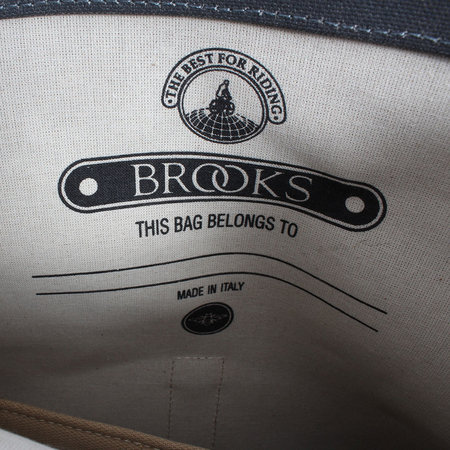 ·THE BEST FOR RIDING·
BROOKS
THIS BAG BELONGS TO
MADE IN ITALY